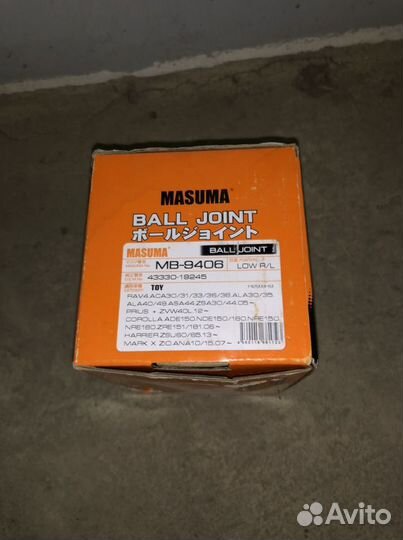 MASUMA
BALL JOINT
ボールジョイント
MASUMA BALL JOINT
MB-9406 LOW R/L
43330-19245
TOY
RAV4.ACA30/31/33/36/38.ALA30/35.
ALA40/49.ASA44.ZSA30/44.05~
PRIUS + ZVW40L.12~
COROLLA.ADE150.NDE150/180.NRE150.
NRE180.ZRE151/181.06~
HARRIER.ZSU60/65.13~
MARK X ZIO.ANA10/15.07~
Avito